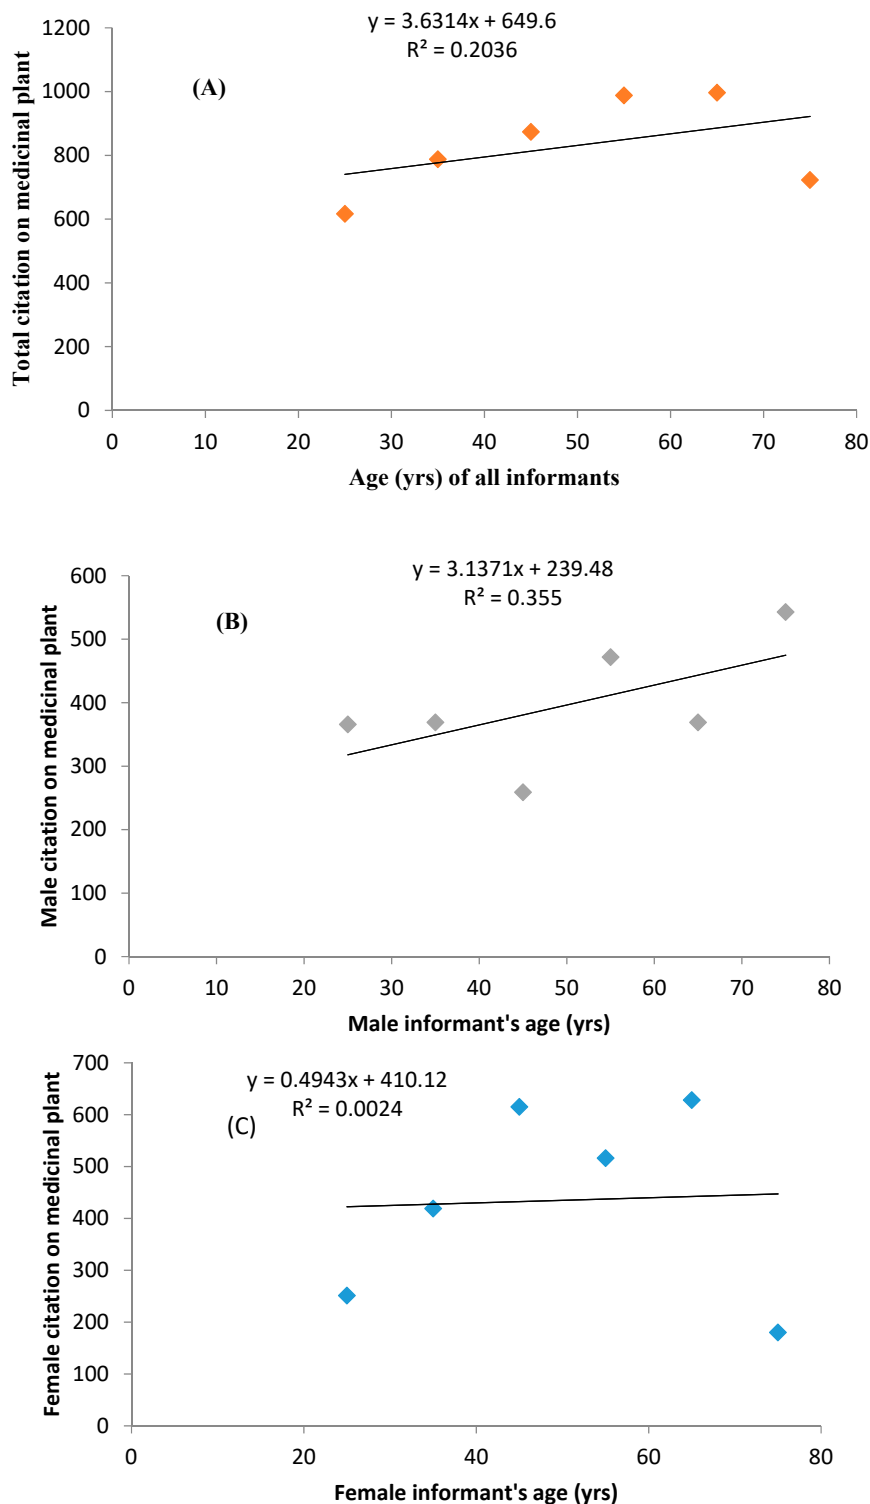 y = 3.6314x + 649.6
R² = 0.2036
(A)
Total citation on medicinal plant
1200
1000
800
600
400
200
0
0 10 20 30 40 50 60 70 80
Age (yrs) of all informants
y = 3.1371x + 239.48
R² = 0.355
(B)
Male citation on medicinal plant
600
500
400
300
200
100
0
0 10 20 30 40 50 60 70 80
Male informant's age (yrs)
y = 0.4943x + 410.12
R² = 0.0024
(C)
Female citation on medicinal plant
700
600
500
400
300
200
100
0
0 20 40 60 80
Female informant's age (yrs)